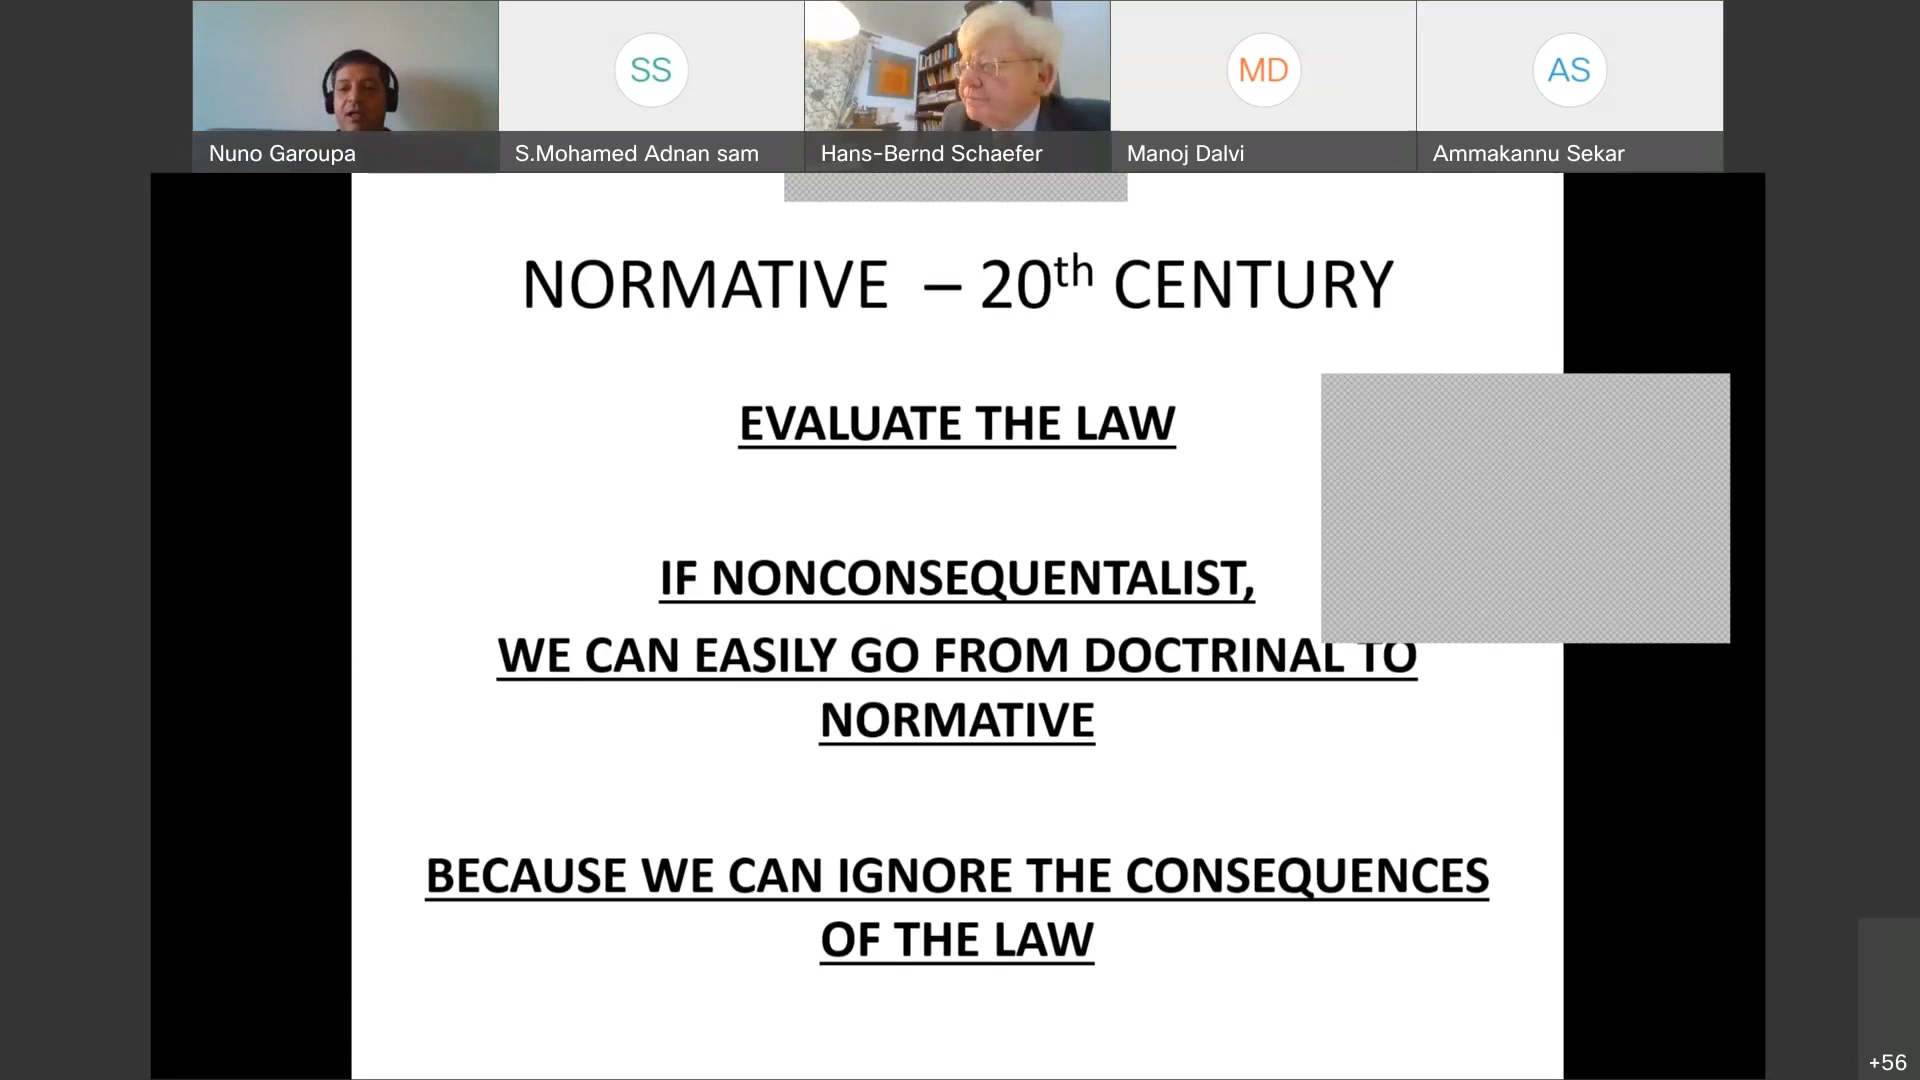 SS
MD
AS
Nuno Garoupa
S.Mohamed Adnan sam
Hans-Bernd Schaefer
Manoj Dalvi
Ammakannu Sekar
NORMATIVE – 20th CENTURY
EVALUATE THE LAW
IF NONCONSEQUENTALIST,
WE CAN EASILY GO FROM DOCTRINAL TO
NORMATIVE
BECAUSE WE CAN IGNORE THE CONSEQUENCES
OF THE LAW
+56